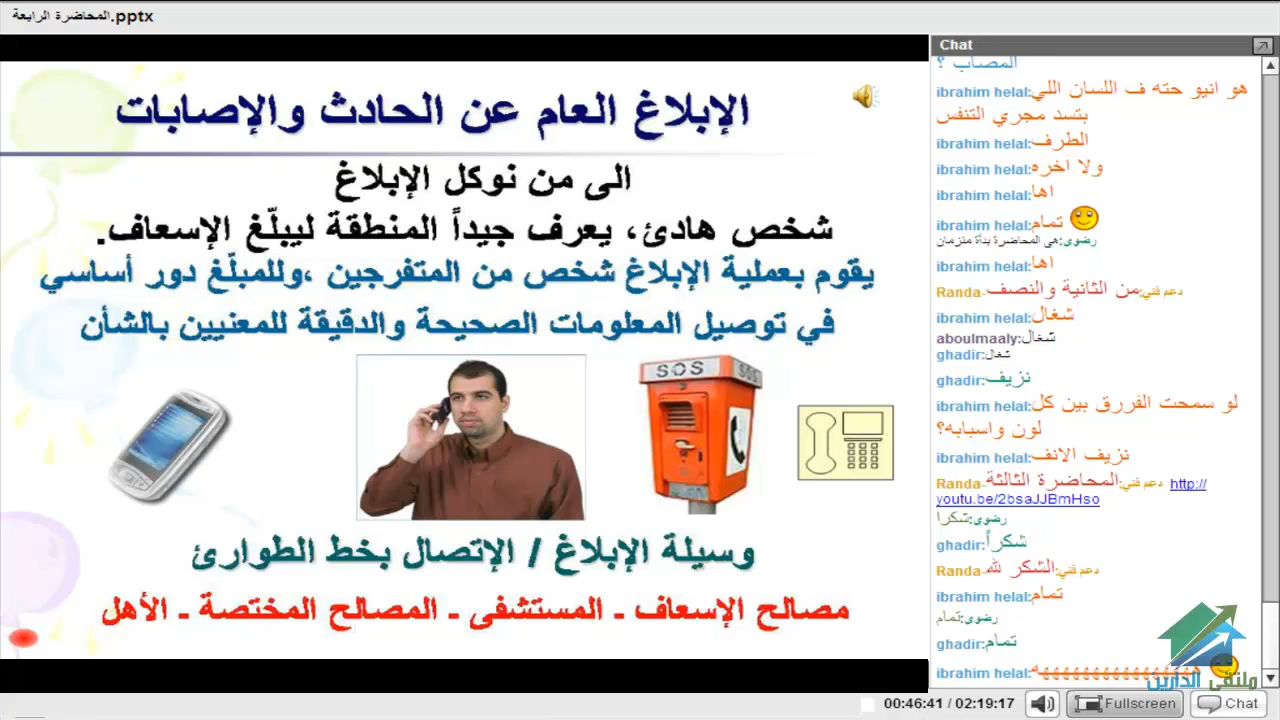 المحاضرة الرابعة.pptx
الإبلاغ العام عن الحادث والإصابات
الى من نوكل الإبلاغ
شخص هادئ، يعرف جيداً المنطقة ليبلّغ الإسعاف.
يقوم بعملية الإبلاغ شخص من المتفرجين ،وللمبلّغ دور أساسي
في توصيل المعلومات الصحيحة والدقيقة للمعنيين بالشأن
SOS
SOS
وسيلة الإبلاغ / الإتصال بخط الطوارئ
مصالح الإسعاف ـ المستشفى ـ المصالح المختصة ـ الأهل
Chat
المصاب ؟
ibrahim helal: هو انيو حته ف اللسان اللي
بتسد مجري التنفس
ibrahim helal: الطرف
ibrahim helal: ولا اخره
ibrahim helal: اها
ibrahim helal: تمام
رضوى: هى المحاضرة بدأة منزمان
ibrahim helal: اها
Randa-دعم فني: من الثانية والنصف
ibrahim helal: شغال
aboulmaaly: شغال
ghadir: شغال
ghadir: نزيف
ibrahim helal: لو سمحت الفررق بين كل
لون واسبابه؟
ibrahim helal: نزيف الانف
Randa-دعم فني: المحاضرة الثالثة http://
youtu.be/2bsaJJBmHso
رضوى: شكرا
ghadir: شكراً
Randa-دعم فني: الشكر لله
ibrahim helal: تمام
رضوى: تمام
ghadir: تمام
ibrahim helal:
ملتقى الدارين
00:46:41 / 02:19:17
Fullscreen
Chat